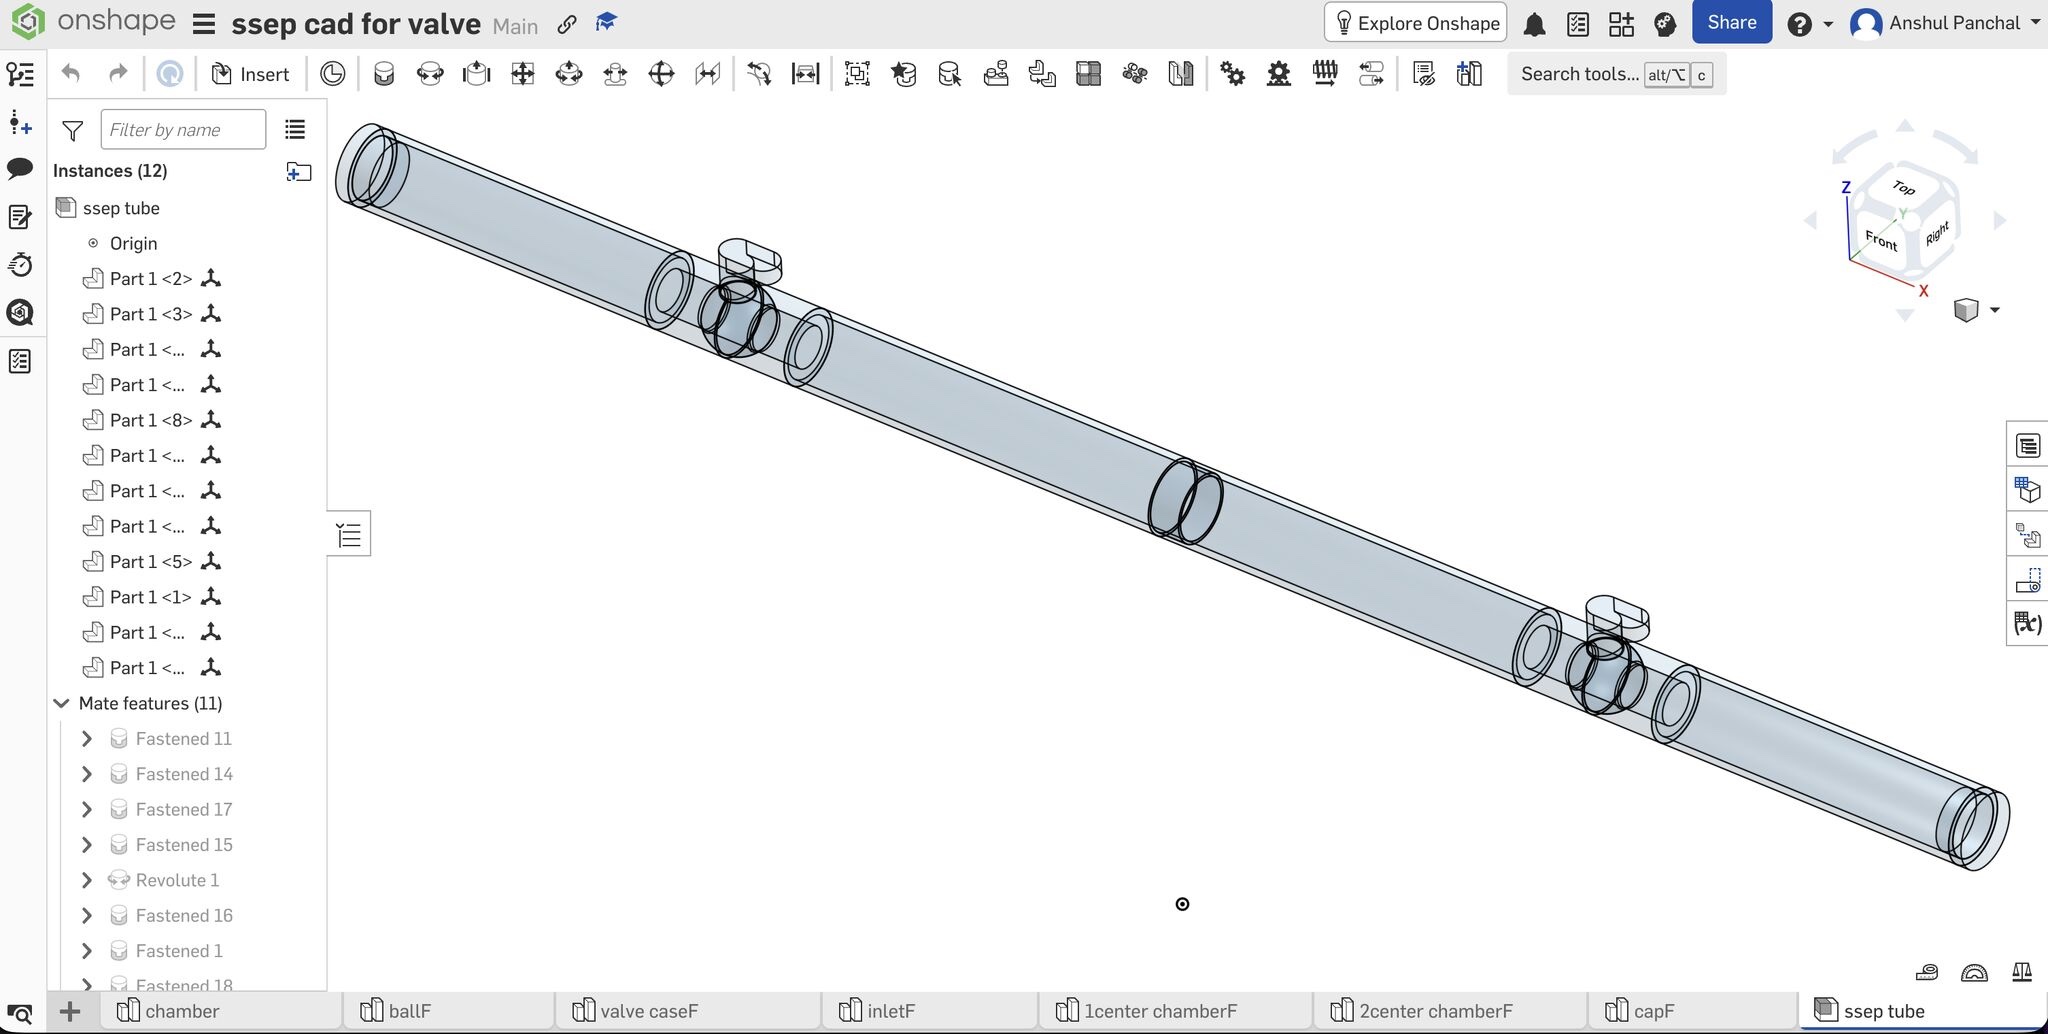 onshape
ssep cad for valve Main
Explore Onshape
Share
Anshul Panchal
Insert
Search tools... alt/⌥ c
Filter by name
Instances (12)
ssep tube
Origin
Part 1 <2>
Part 1 <3>
Part 1 <...
Part 1 <...
Part 1 <8>
Part 1 <...
Part 1 <...
Part 1 <...
Part 1 <5>
Part 1 <1>
Part 1 <...
Part 1 <...
Mate features (11)
Fastened 11
Fastened 14
Fastened 17
Fastened 15
Revolute 1
Fastened 16
Fastened 1
Fastened 18
Z
Top
Y
Front
Right
X
(x)
chamber
ballF
valve caseF
inletF
1center chamberF
2center chamberF
capF
ssep tube